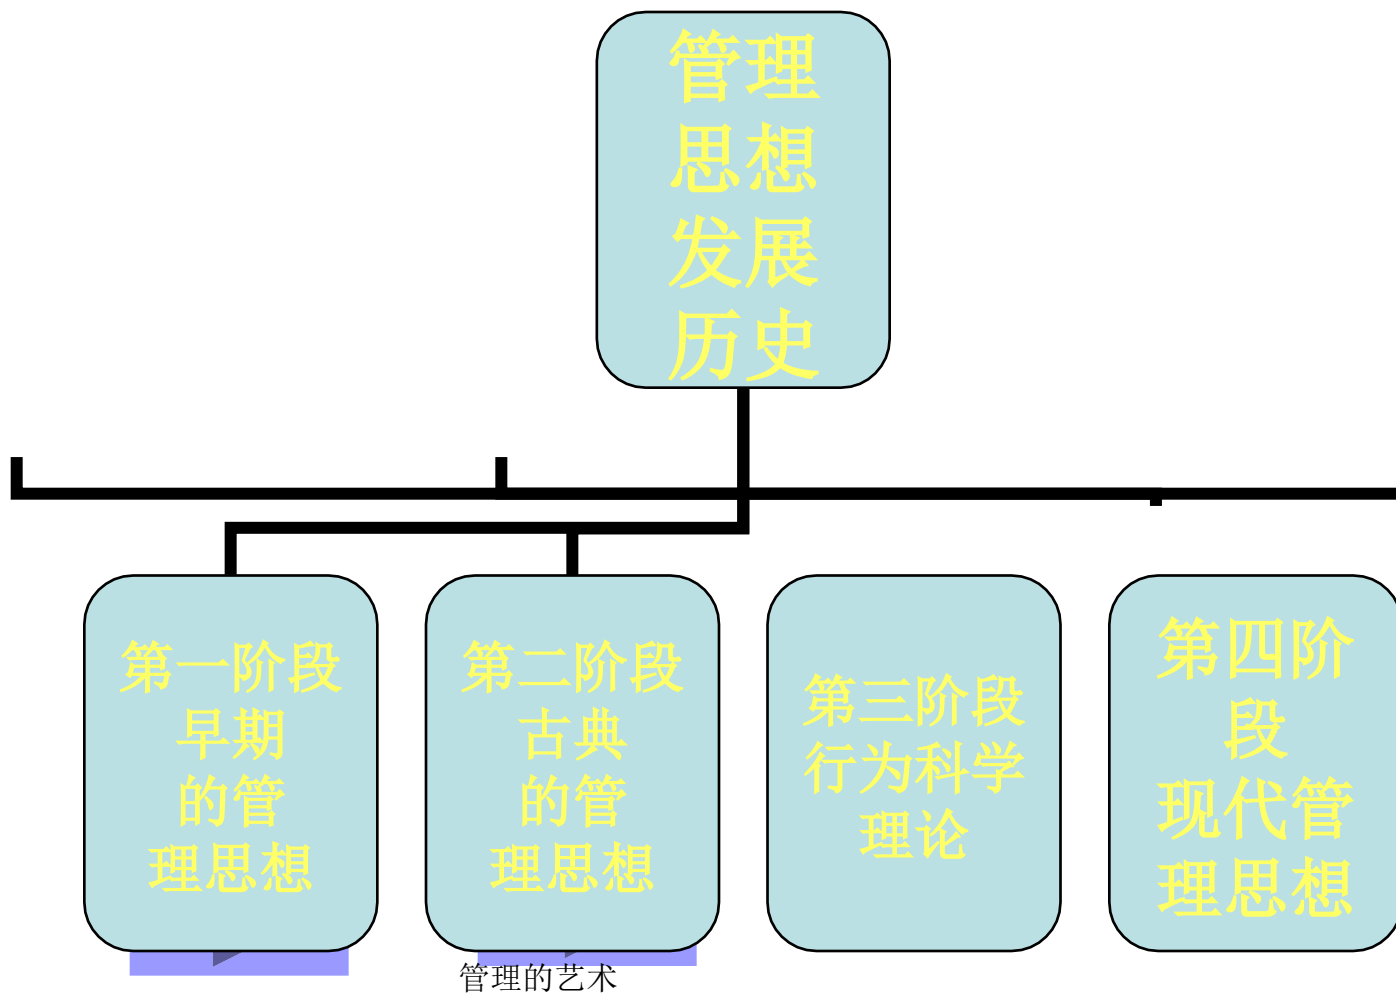 管理
思想
发展
历史
第一阶段
早期
的管
理思想
第二阶段
古典
的管
理思想
第三阶段
行为科学
理论
第四阶
段
现代管
理思想
管理的艺术